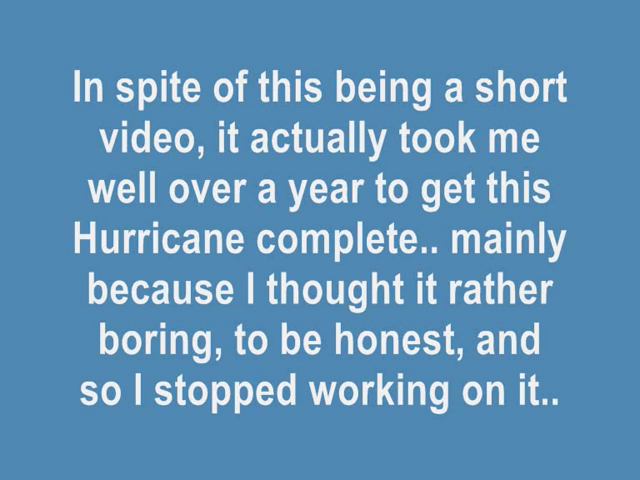 In spite of this being a short
video, it actually took me
well over a year to get this
Hurricane complete.. mainly
because I thought it rather
boring, to be honest, and
so I stopped working on it..